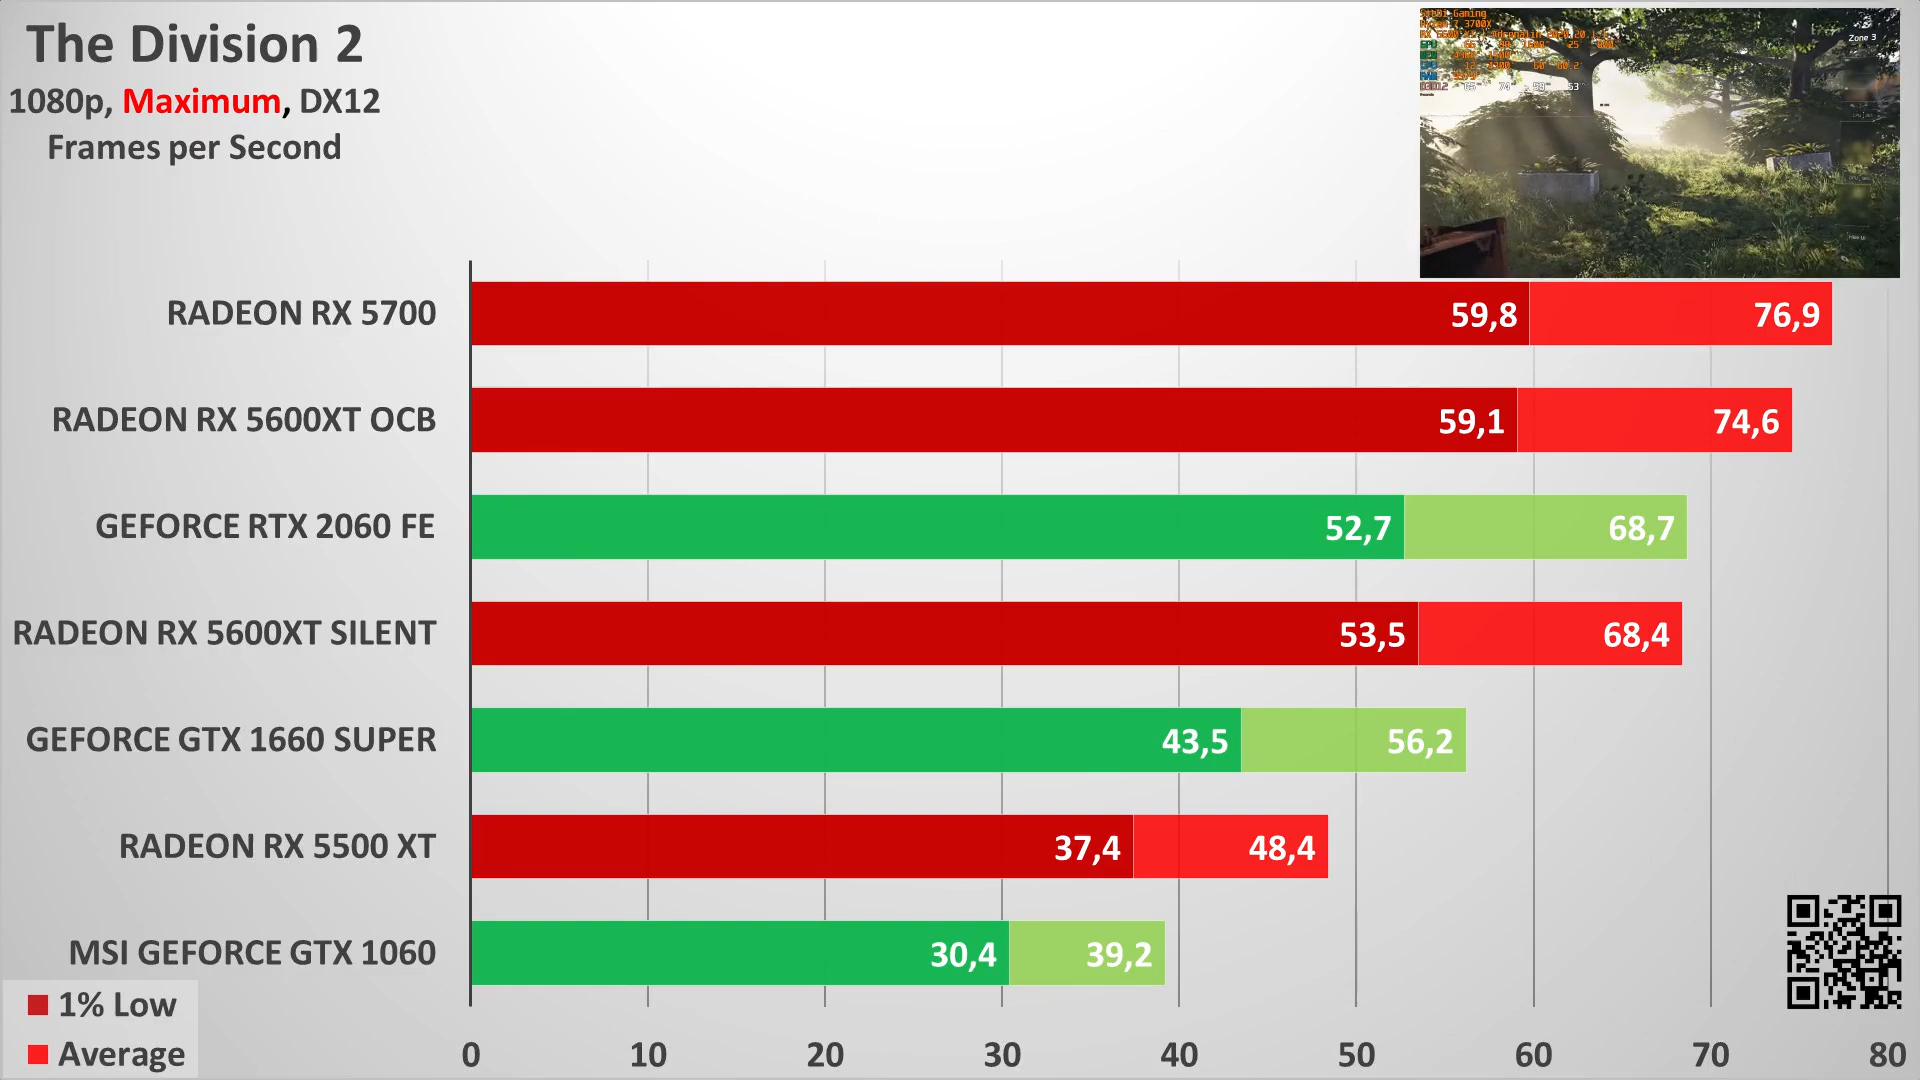 The Division 2
1080p, Maximum, DX12
Frames per Second
Zone 3
RADEON RX 5700
59,8
76,9
RADEON RX 5600XT OCB
59,1
74,6
GEFORCE RTX 2060 FE
52,7
68,7
RADEON RX 5600XT SILENT
53,5
68,4
GEFORCE GTX 1660 SUPER
43,5
56,2
RADEON RX 5500 XT
37,4
48,4
MSI GEFORCE GTX 1060
30,4
39,2
1% Low
Average
0 10 20 30 40 50 60 70 80